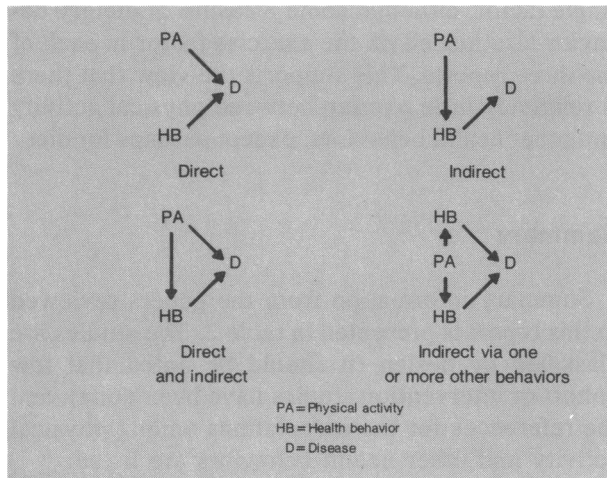 PA
D
HB
Direct
PA
D
HB
Indirect
PA
D
HB
Direct
and indirect
HB
PA
D
HB
Indirect via one
or more other behaviors
PA=Physical activity
HB=Health behavior
D=Disease